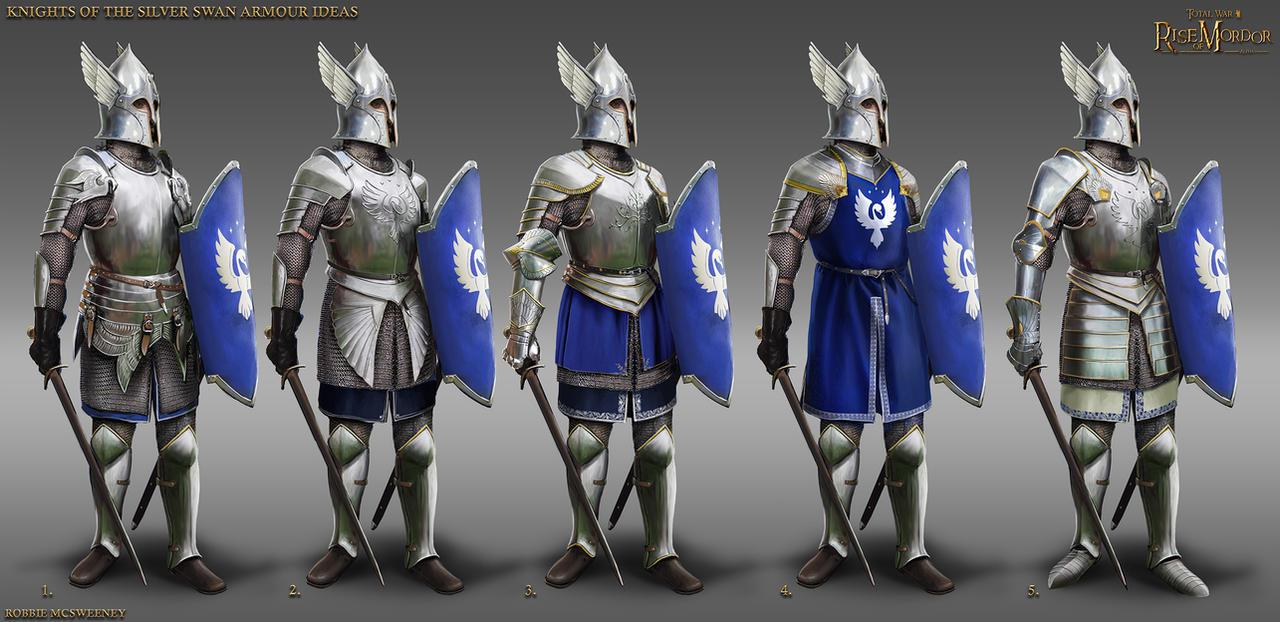 KNIGHTS OF THE SILVER SWAN ARMOUR IDEAS
TOTAL WAR
RISE OF MORDOR
1.
2.
3.
4.
5.
ROBBIE MCSWEENEY